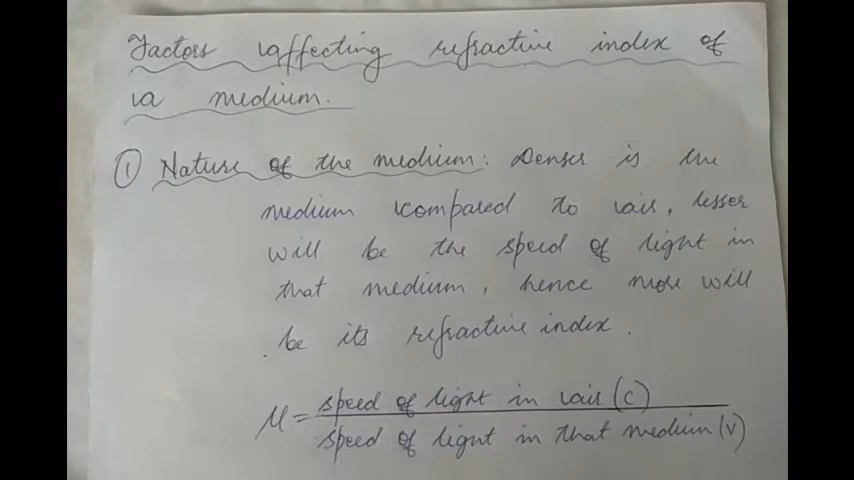 Factors affecting refractive index of
a medium.
① Nature of the medium: Denser is the
medium compared to air, lesser
will be the speed of light in
that medium, hence more will
be its refractive index.
μ = speed of light in air (c)
speed of light in that medium (v)